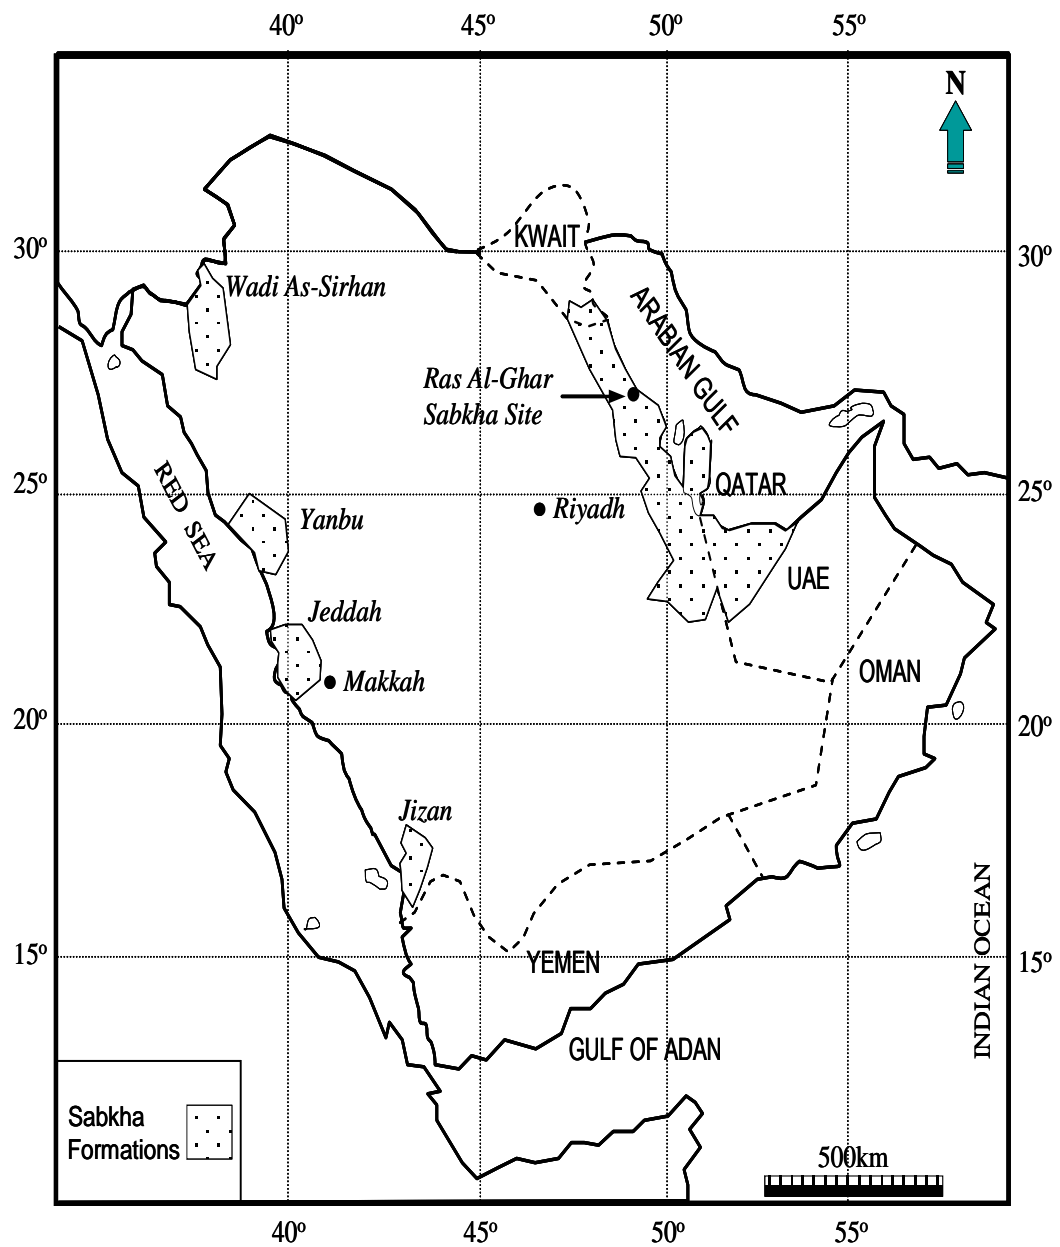 40º 45º 50º 55º
N
30º
30º
KWAIT
Wadi As-Sirhan
ARABIAN GULF
Ras Al-Ghar
Sabkha Site
25º
25º
QATAR
RED SEA
Yanbu
Riyadh
UAE
Jeddah
Makkah
OMAN
20º
20º
Jizan
INDIAN OCEAN
15º
15º
YEMEN
GULF OF ADAN
Sabkha
Formations
500km
40º 45º 50º 55º